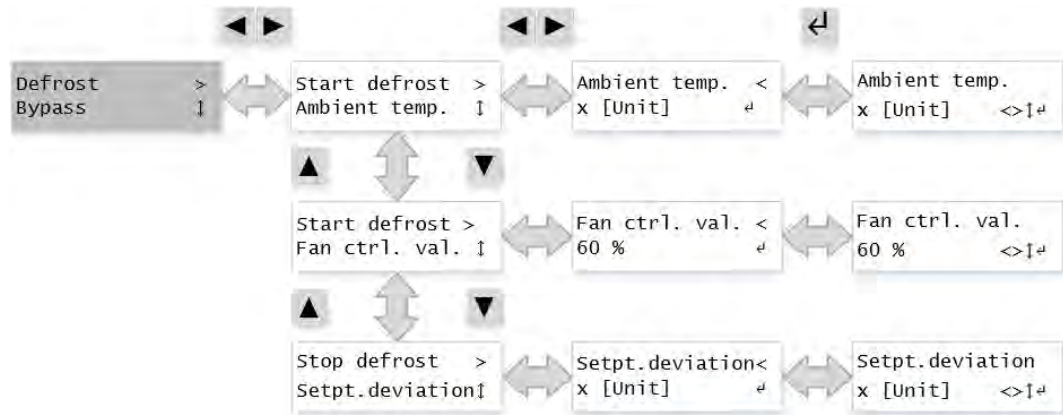 Defrost >
Bypass ↕
Start defrost >
Ambient temp. ↕
Ambient temp. <
x [Unit] ↵
Ambient temp.
x [Unit] <>↕↵
Start defrost >
Fan ctrl. val. ↕
Fan ctrl. val. <
60 % ↵
Fan ctrl. val.
60 % <>↕↵
Stop defrost >
Setpt.deviation↕
Setpt.deviation<
x [Unit] ↵
Setpt.deviation
x [Unit] <>↕↵